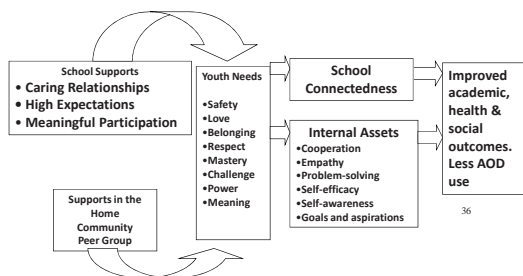 School Supports
• Caring Relationships
• High Expectations
• Meaningful Participation
Supports in the
Home
Community
Peer Group
Youth Needs
•Safety
•Love
•Belonging
•Respect
•Mastery
•Challenge
•Power
•Meaning
School
Connectedness
Internal Assets
•Cooperation
•Empathy
•Problem-solving
•Self-efficacy
•Self-awareness
•Goals and aspirations
Improved
academic,
health &
social
outcomes.
Less AOD
use
36